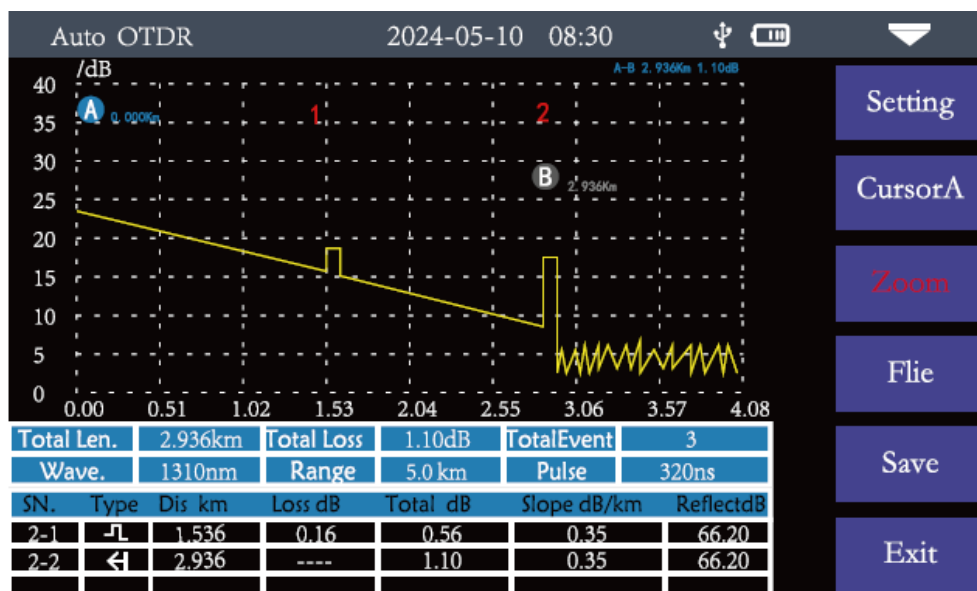 Auto OTDR 2024-05-10 08:30
/dB
A-B 2.936Km 1.10dB
40
A 0.000Km
1
2
35
30
B 2.936Km
25
20
15
10
5
0
0.00 0.51 1.02 1.53 2.04 2.55 3.06 3.57 4.08
Total Len. 2.936km Total Loss 1.10dB TotalEvent 3
Wave. 1310nm Range 5.0 km Pulse 320ns
SN. Type Dis km Loss dB Total dB Slope dB/km ReflectdB
2-1 1.536 0.16 0.56 0.35 66.20
2-2 2.936 ---- 1.10 0.35 66.20
Setting
CursorA
Zoom
Flie
Save
Exit